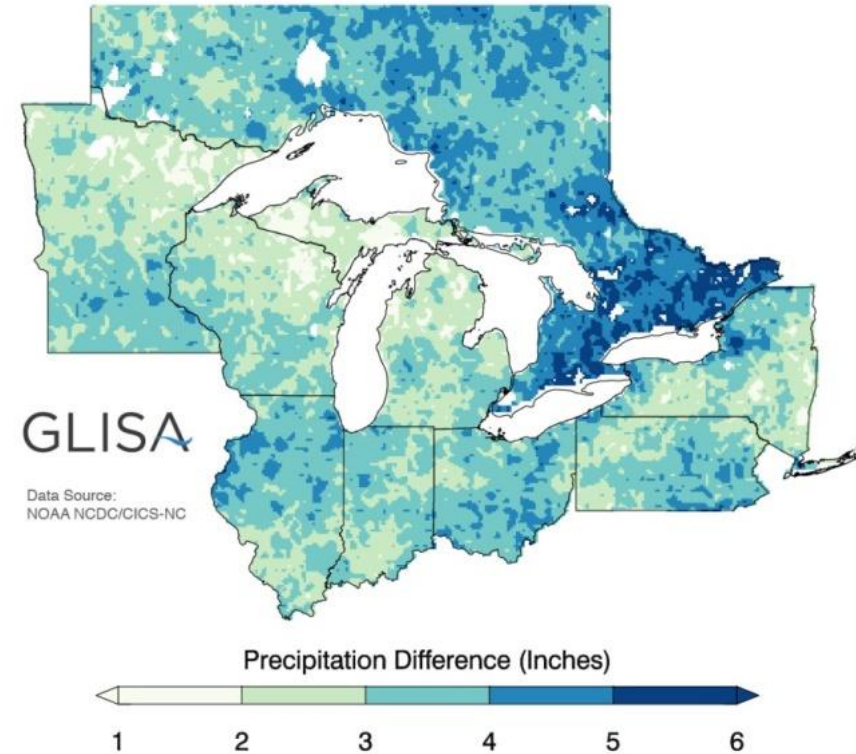 GLISA
Data Source:
NOAA NCDC/CICS-NC
Precipitation Difference (Inches)
1 2 3 4 5 6